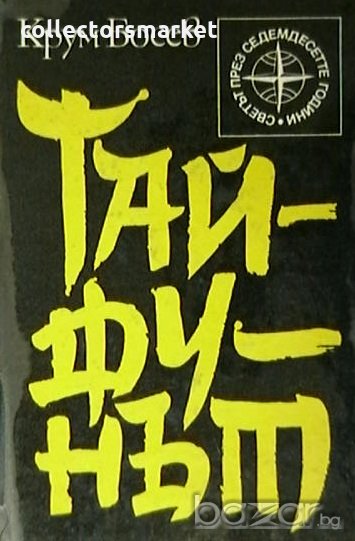 collectorsmarket
Крум Босев
СВЕТЪТ ПРЕЗ СЕДЕМДЕСЕТТЕ ГОДИНИ •
ТАЙ-
ФУ-
НЪТ
bazar.bg